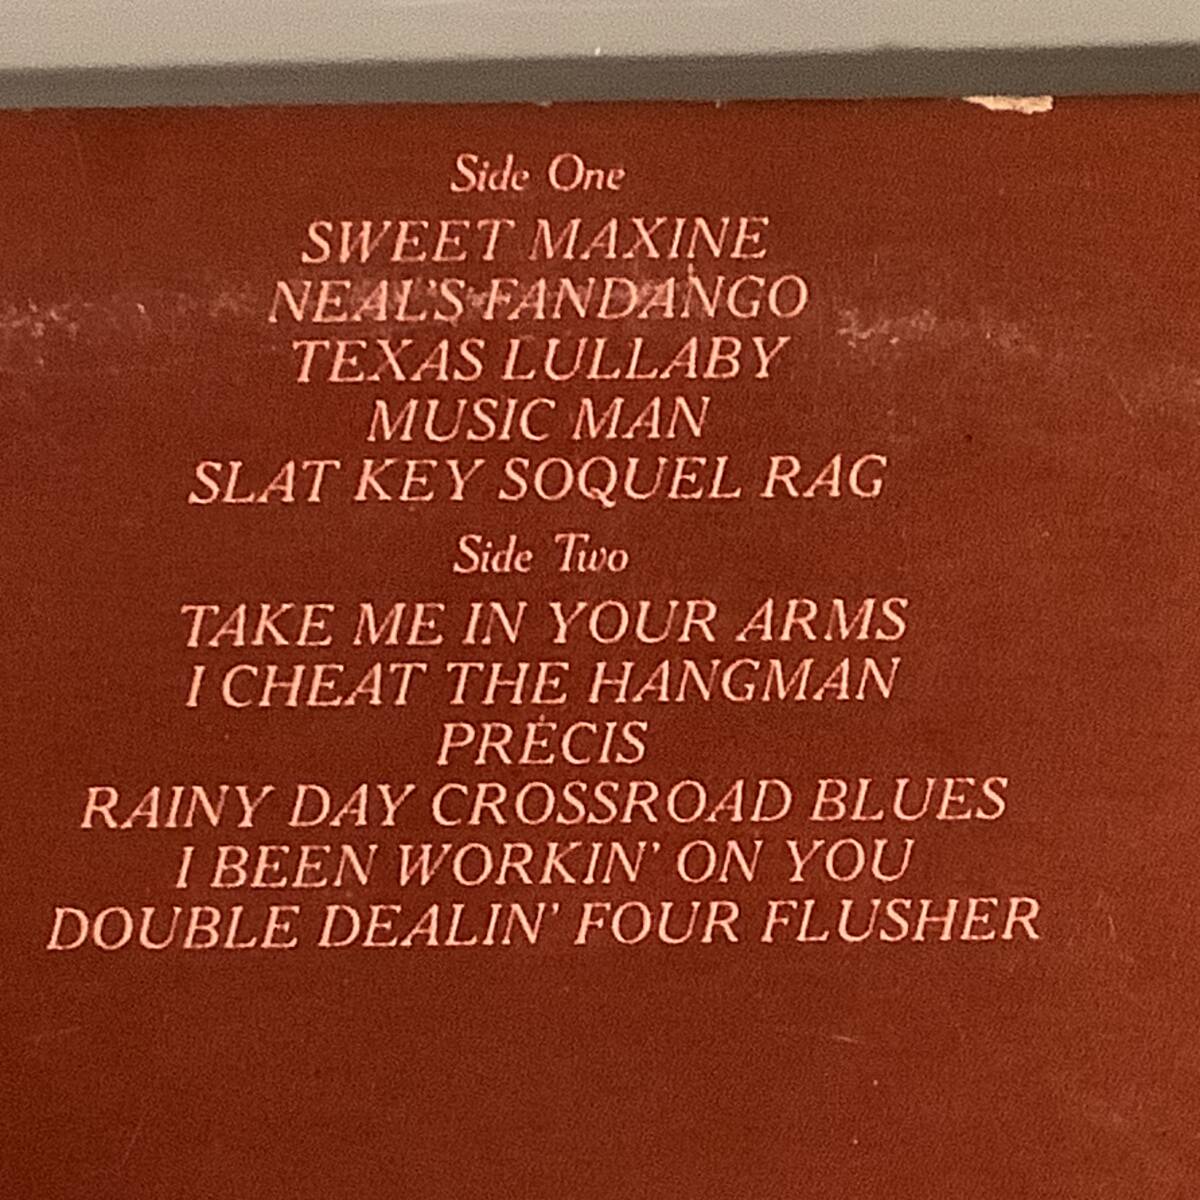 Side One
SWEET MAXINE
NEAL'S FANDANGO
TEXAS LULLABY
MUSIC MAN
SLAT KEY SOQUEL RAG
Side Two
TAKE ME IN YOUR ARMS
I CHEAT THE HANGMAN
PRÉCIS
RAINY DAY CROSSROAD BLUES
I BEEN WORKIN' ON YOU
DOUBLE DEALIN' FOUR FLUSHER